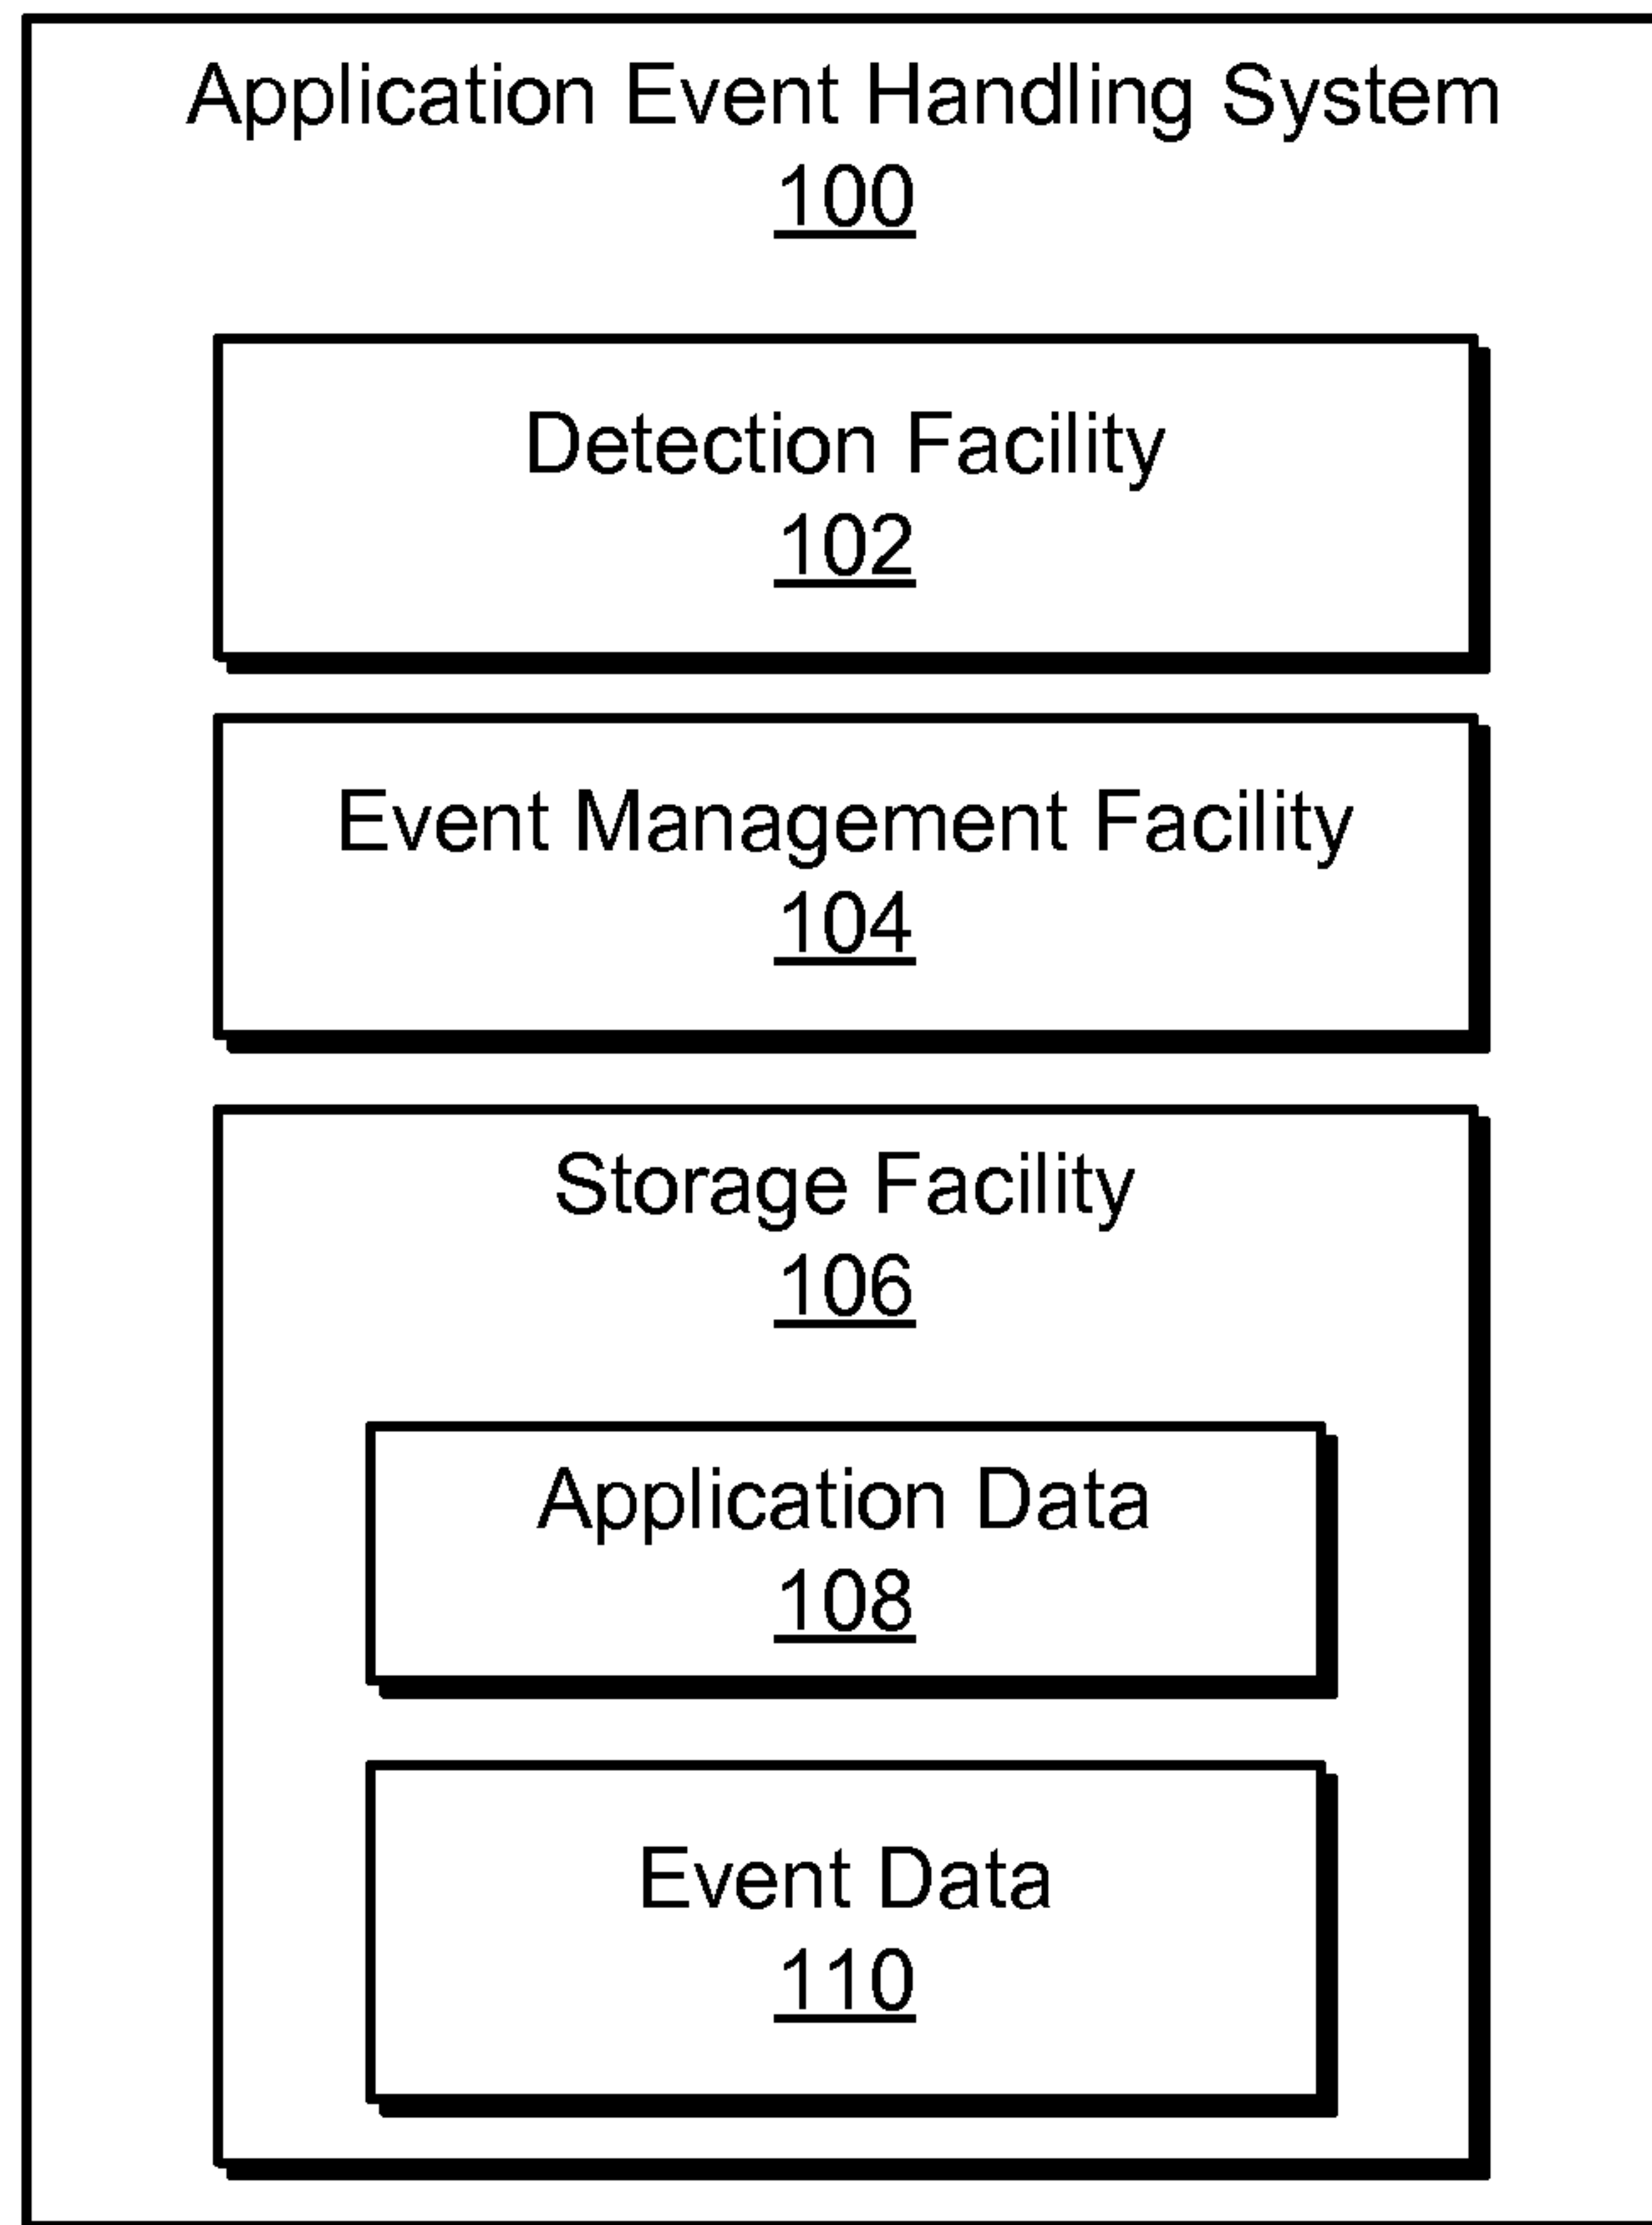 Application Event Handling System
100
Detection Facility
102
Event Management Facility
104
Storage Facility
106
Application Data
108
Event Data
110